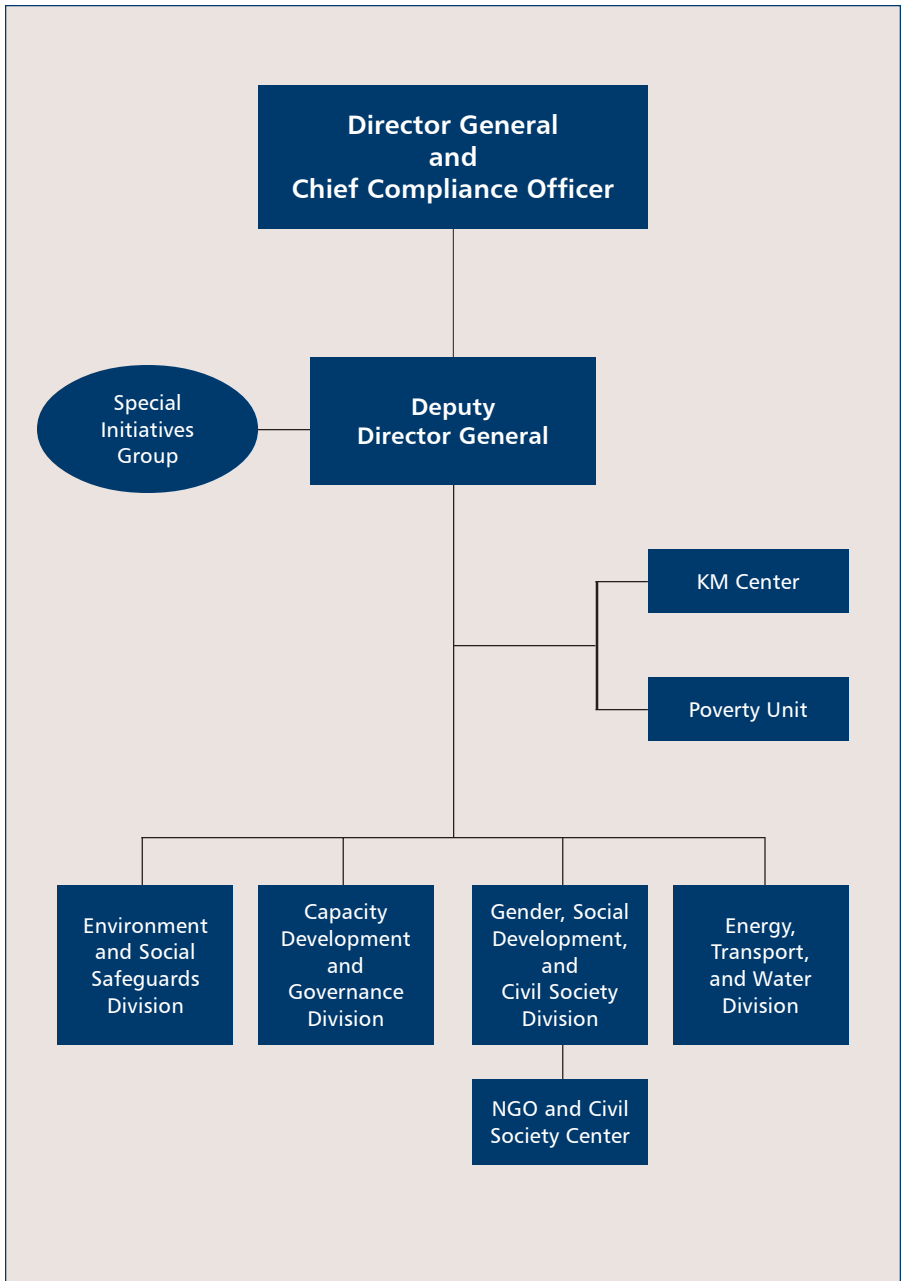 Director General
and
Chief Compliance Officer
Special
Initiatives
Group
Deputy
Director General
KM Center
Poverty Unit
Environment
and Social
Safeguards
Division
Capacity
Development
and
Governance
Division
Gender, Social
Development,
and
Civil Society
Division
Energy,
Transport,
and Water
Division
NGO and Civil
Society Center